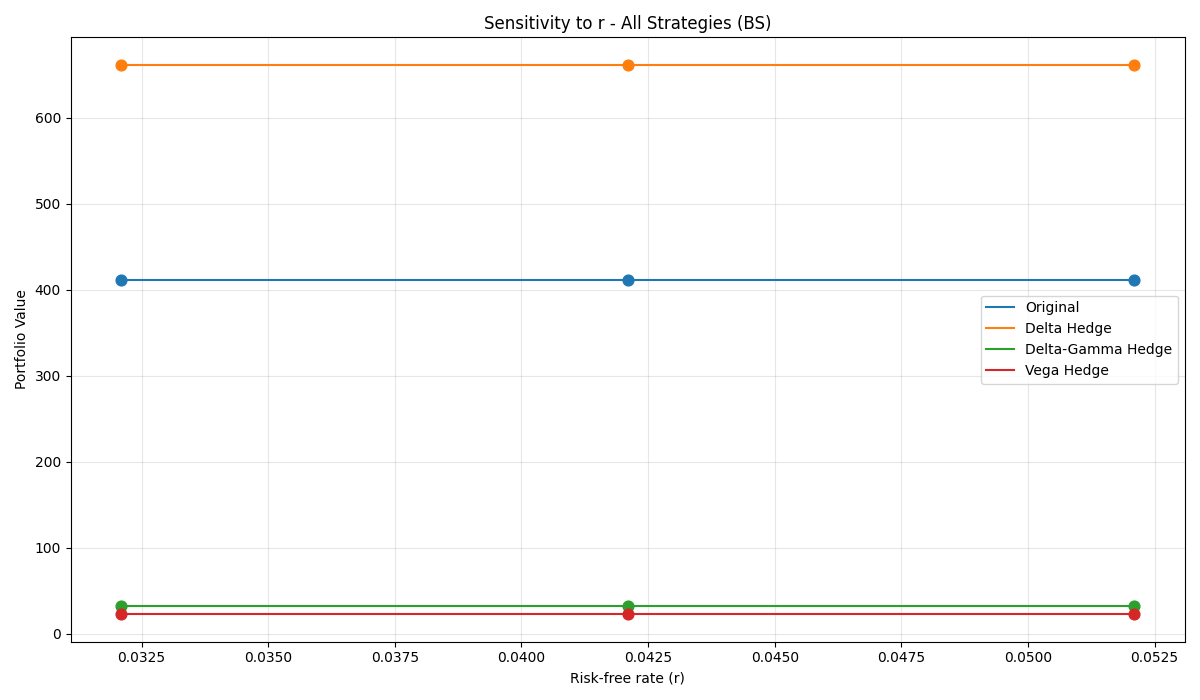 Sensitivity to r - All Strategies (BS)
Portfolio Value
600
500
400
300
200
100
0
Original
Delta Hedge
Delta-Gamma Hedge
Vega Hedge
0.0325 0.0350 0.0375 0.0400 0.0425 0.0450 0.0475 0.0500 0.0525
Risk-free rate (r)